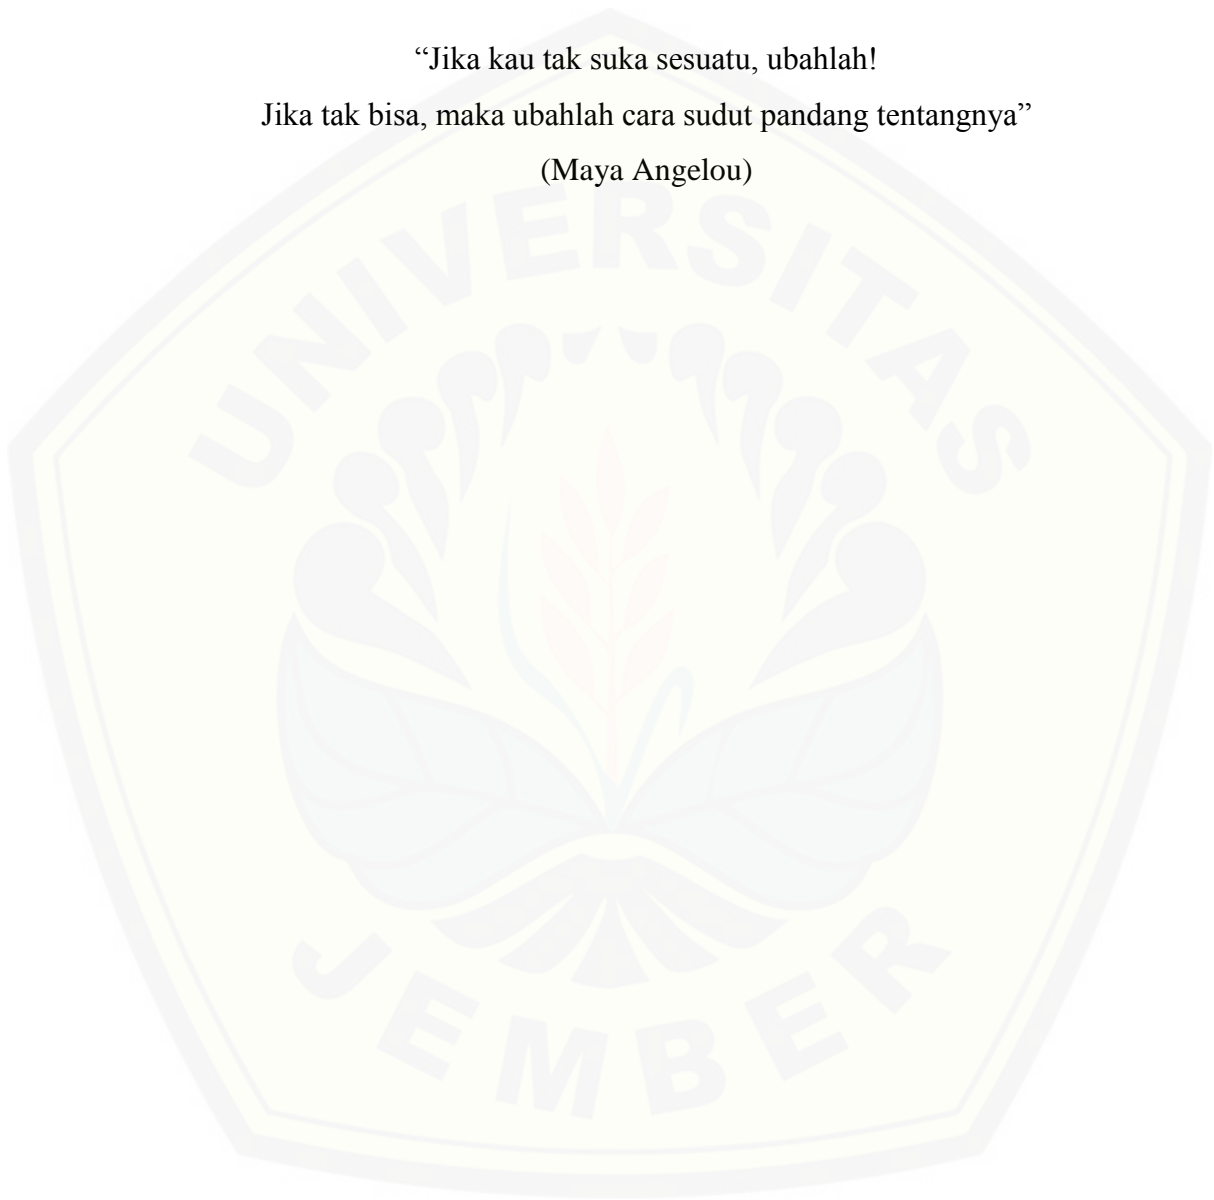 “Jika kau tak suka sesuatu, ubahlah!
Jika tak bisa, maka ubahlah cara sudut pandang tentangnya”
(Maya Angelou)
UNIVERSITAS
JEMBER